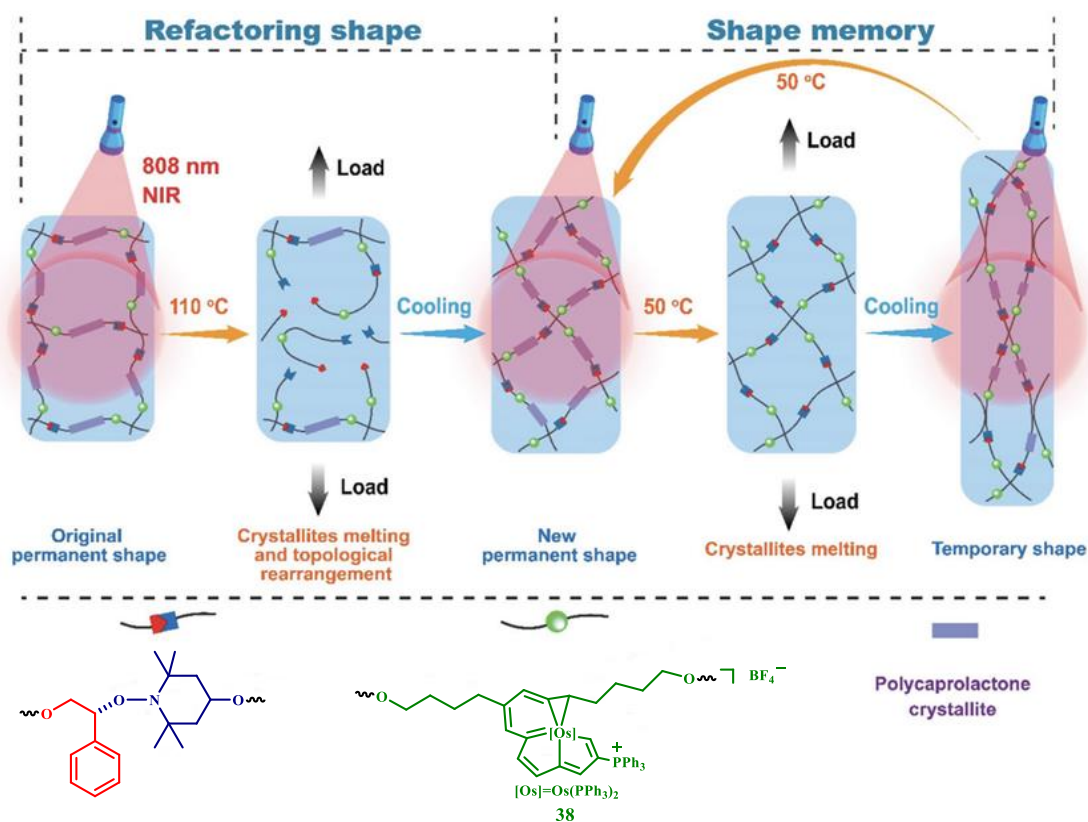 Refactoring shape
Shape memory
50 °C
808 nm
NIR
Load
Load
110 °C
Cooling
50 °C
Cooling
Load
Load
Original
permanent shape
Crystallites melting
and topological
rearrangement
New
permanent shape
Crystallites melting
Temporary shape
O
O
N
O
O
O
BF4−
[Os]
+
PPh3
[Os]=Os(PPh3)2
38
Polycaprolactone
crystallite